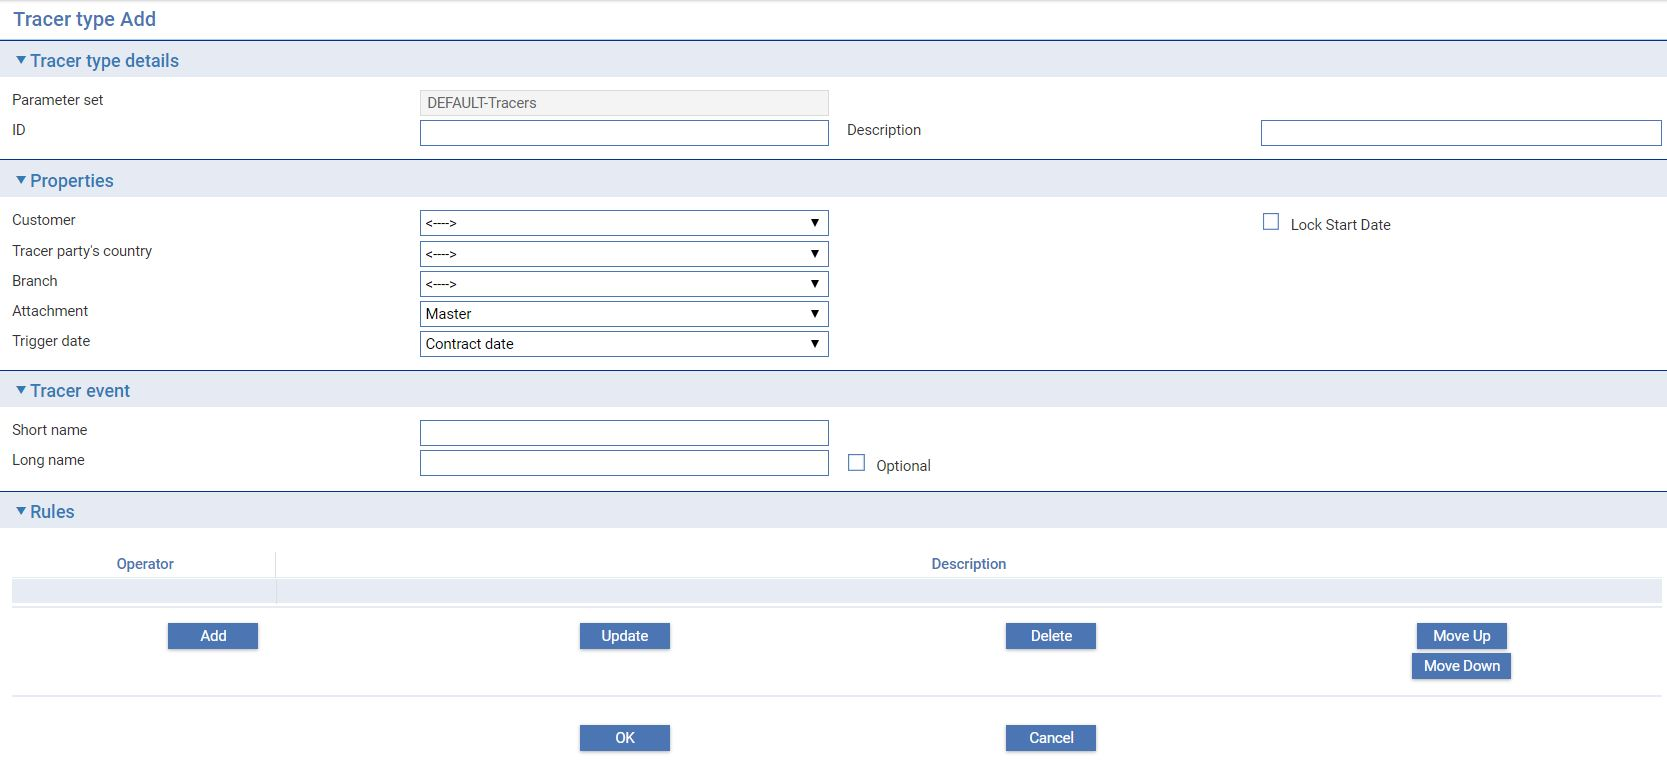 Tracer type Add
Tracer type details
Parameter set DEFAULT-Tracers
ID Description
Properties
Customer <----> Lock Start Date
Tracer party's country <---->
Branch <---->
Attachment Master
Trigger date Contract date
Tracer event
Short name
Long name Optional
Rules
Operator Description
Add Update Delete Move Up
Move Down
OK Cancel